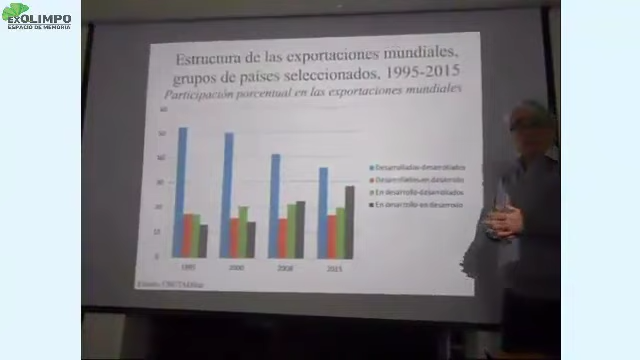 exOLIMPO
ESPACIO DE MEMORIA
Estructura de las exportaciones mundiales,
grupos de países seleccionados, 1995-2015
Participación porcentual en las exportaciones mundiales
60
50
40
30
20
10
0
1995
2000
2008
2015
Desarrollados-desarrollados
Desarrollados-en desarrollo
En desarrollo-desarrollados
En desarrollo-en desarrollo